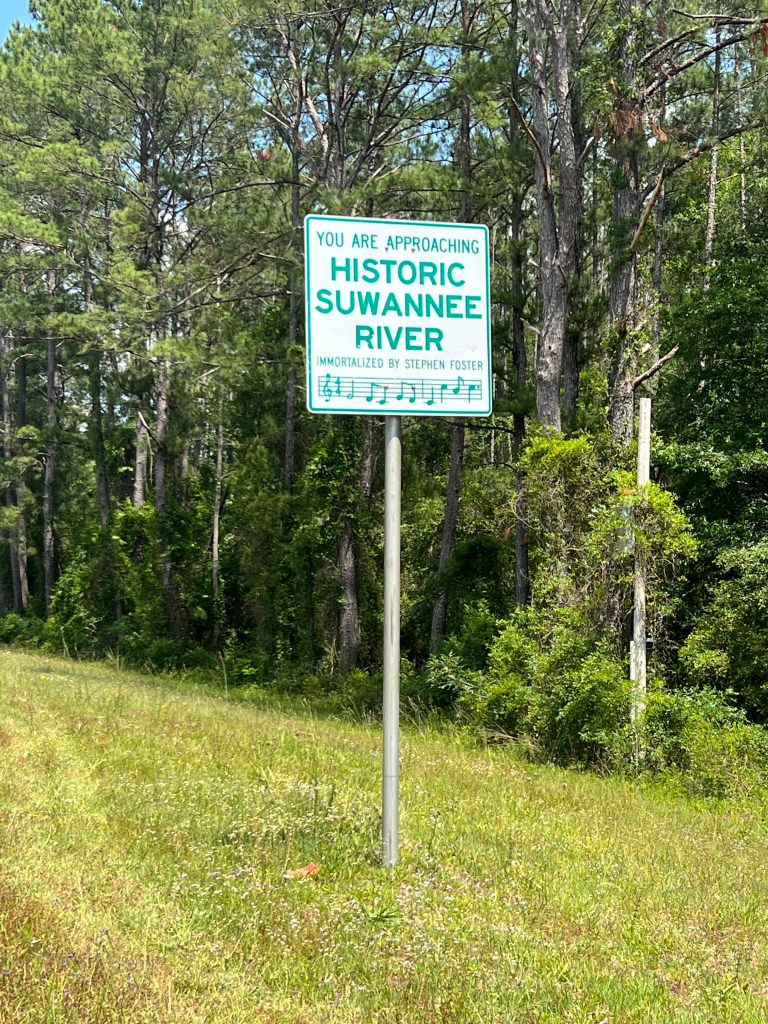 YOU ARE APPROACHING
HISTORIC
SUWANNEE
RIVER
IMMORTALIZED BY STEPHEN FOSTER